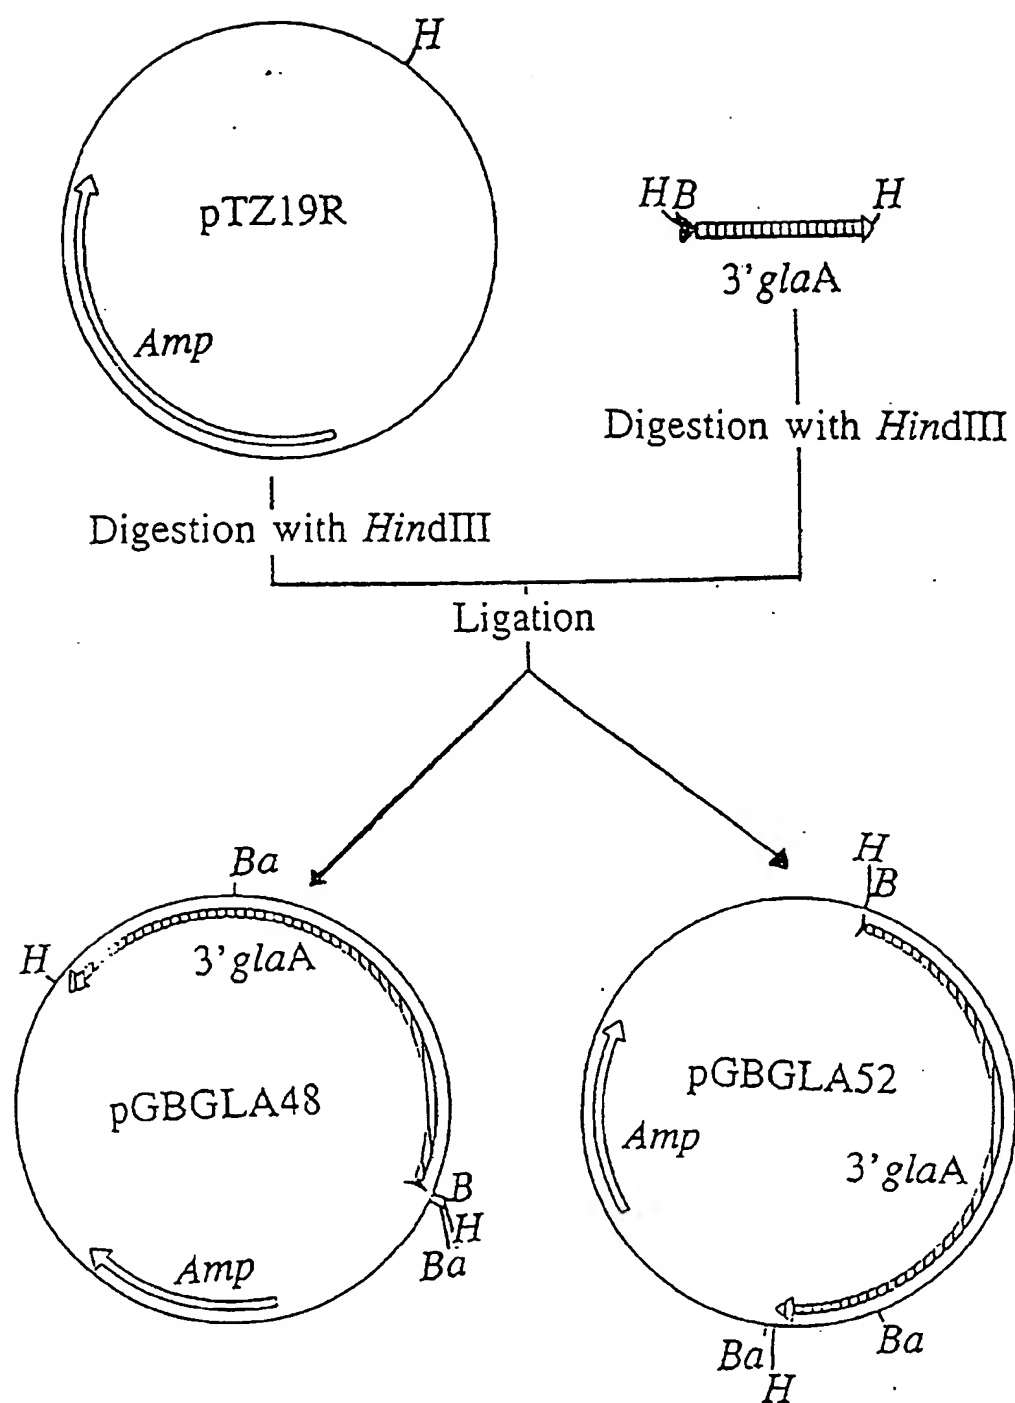 H
pTZ19R
Amp
H B
H
3'glaA
Digestion with HindIII
Digestion with HindIII
Ligation
Ba
H
3'glaA
pGBGLA48
B
H
Ba
Amp
H
B
pGBGLA52
Amp
3'glaA
Ba
H
Ba